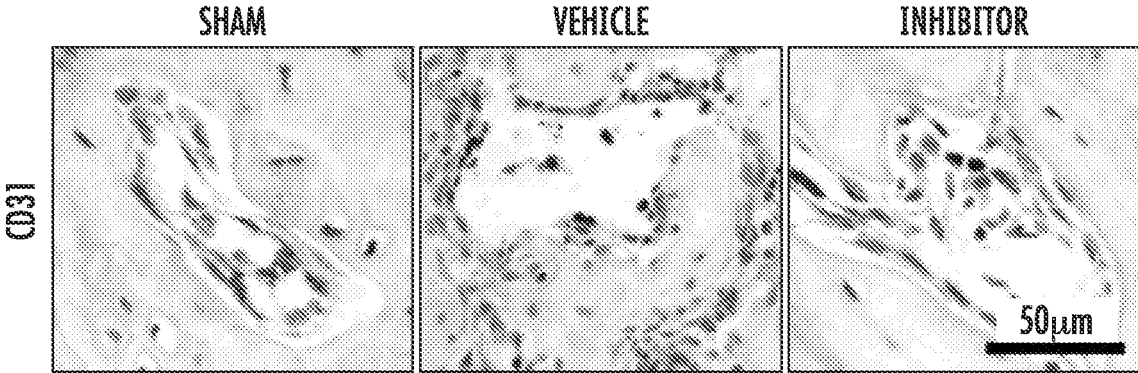 SHAM
VEHICLE
INHIBITOR
CD31
50μm